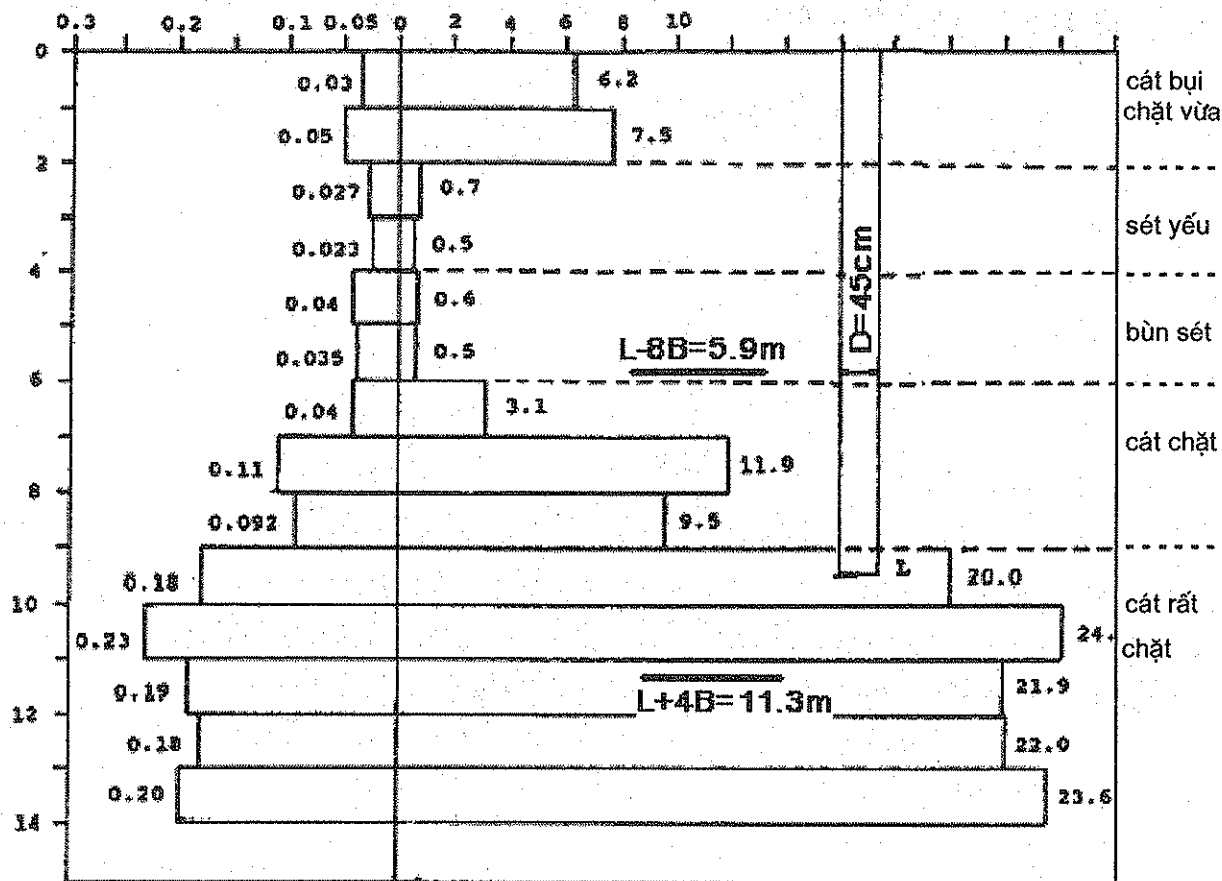 0.3 0.2 0.1 0.05 0 2 4 6 8 10
0
0.03 6.2 cát bụi
chặt vừa
0.05 7.5
2
0.027 0.7
sét yếu
0.023 0.5
4
0.04 0.6
D=45cm
bùn sét
0.035 0.5
L-8B=5.9m
6
0.04 3.1
cát chặt
0.11 11.9
8
0.092 9.5
L
0.18 20.0
10
cát rất
0.23 24.
chặt
0.19 21.9
L+4B=11.3m
12
0.18 22.0
0.20 23.6
14